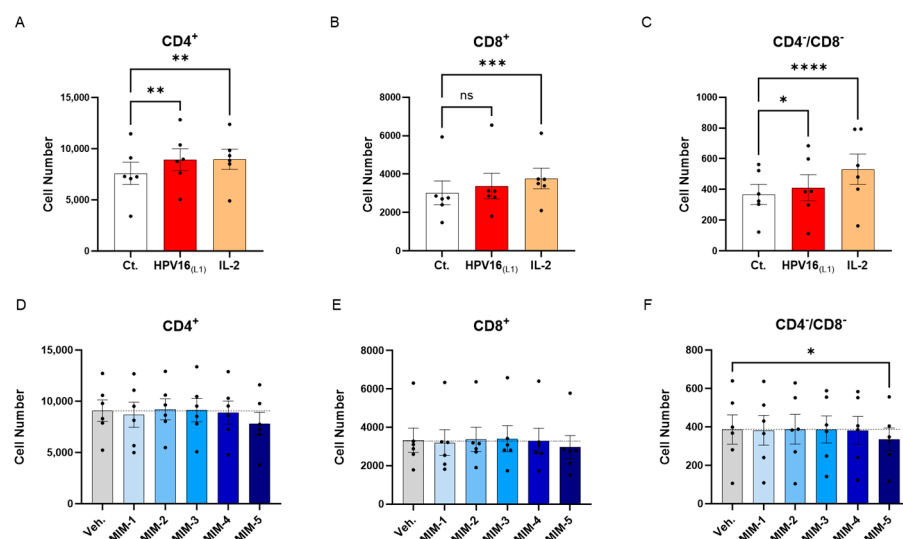 A
CD4+
**
**
Cell Number
15,000
10,000
5,000
0
Ct.
HPV16(L1)
IL-2
B
CD8+
***
ns
Cell Number
8000
6000
4000
2000
0
Ct.
HPV16(L1)
IL-2
C
CD4-/CD8-
****
*
Cell Number
1000
800
600
400
200
0
Ct.
HPV16(L1)
IL-2
D
CD4+
Cell Number
15,000
10,000
5,000
0
Veh.
MIM-1
MIM-2
MIM-3
MIM-4
MIM-5
E
CD8+
Cell Number
8000
6000
4000
2000
0
Veh.
MIM-1
MIM-2
MIM-3
MIM-4
MIM-5
F
CD4-/CD8-
*
Cell Number
800
600
400
200
0
Veh.
MIM-1
MIM-2
MIM-3
MIM-4
MIM-5